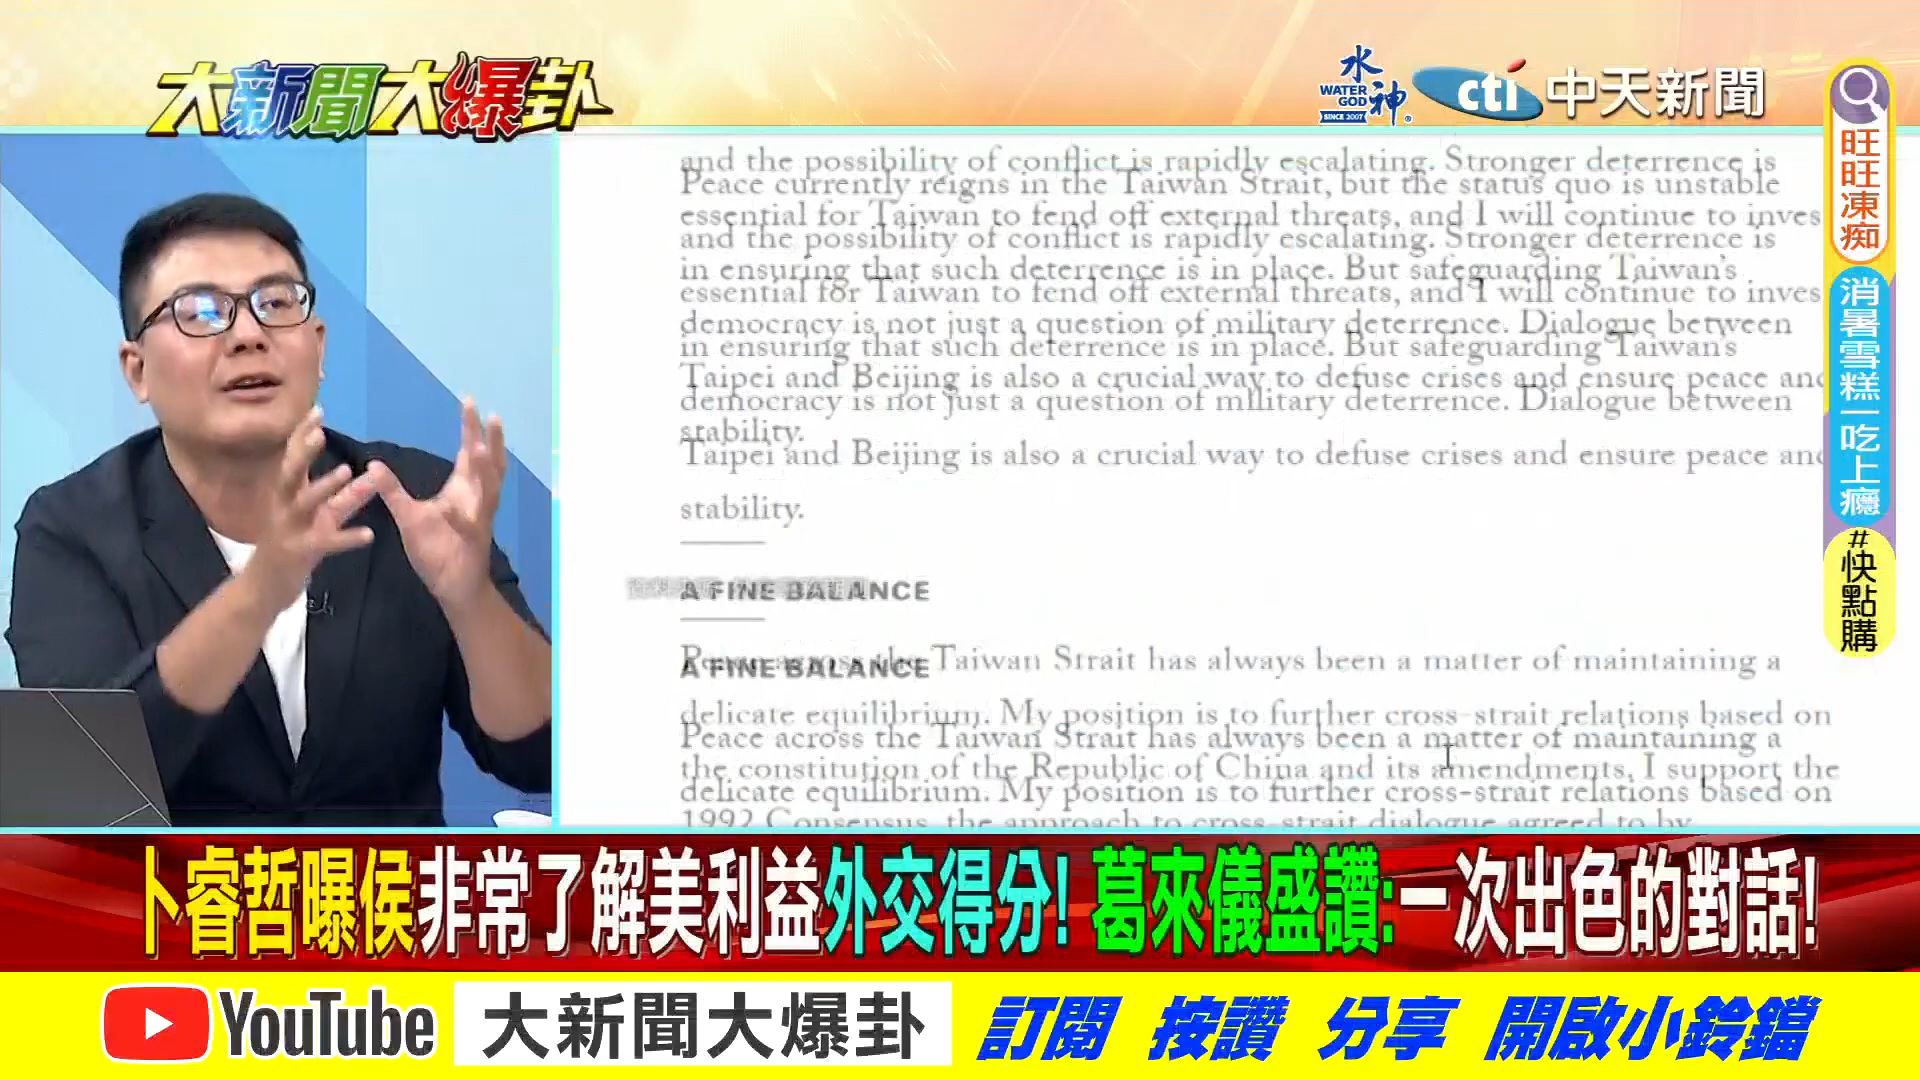 大新聞大爆卦
水神
WATER GOD
SINCE 2007
cti 中天新聞
旺旺凍痴
消暑雪糕一吃上癮
#快點購
and the possibility of conflict is rapidly escalating. Stronger deterrence is
Peace currently reigns in the Taiwan Strait, but the status quo is unstable
essential for Taiwan to fend off external threats, and I will continue to inves
and the possibility of conflict is rapidly escalating. Stronger deterrence is
in ensuring that such deterrence is in place. But safeguarding Taiwan's
essential for Taiwan to fend off external threats, and I will continue to inves
democracy is not just a question of military deterrence. Dialogue between
in ensuring that such deterrence is in place. But safeguarding Taiwan's
Taipei and Beijing is also a crucial way to defuse crises and ensure peace and
democracy is not just a question of military deterrence. Dialogue between
stability.
Taipei and Beijing is also a crucial way to defuse crises and ensure peace and
stability.
A FINE BALANCE
Peace across the Taiwan Strait has always been a matter of maintaining a
A FINE BALANCE
delicate equilibrium. My position is to further cross-strait relations based on
Peace across the Taiwan Strait has always been a matter of maintaining a
the constitution of the Republic of China and its amendments. I support the
delicate equilibrium. My position is to further cross-strait relations based on
1992 Consensus, the approach to cross-strait dialogue agreed to by
卜睿哲曝侯非常了解美利益外交得分! 葛來儀盛讚:一次出色的對話!
YouTube 大新聞大爆卦 訂閱 按讚 分享 開啟小鈴鐺